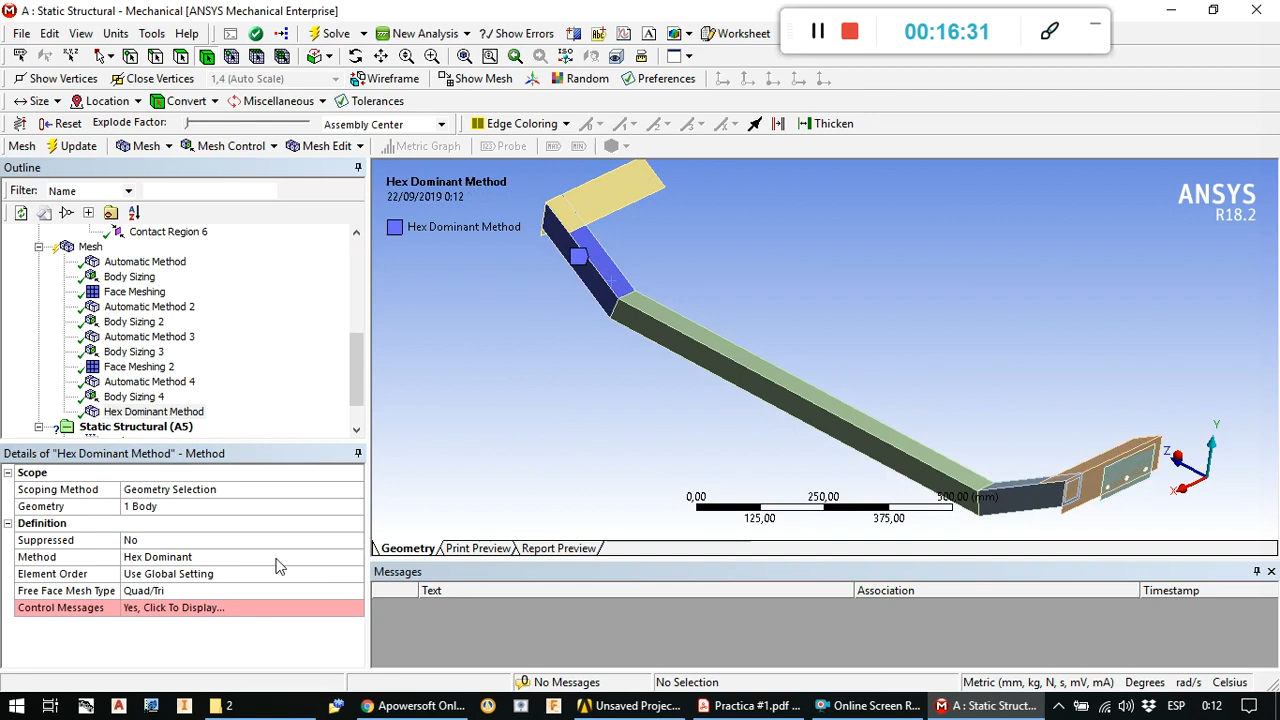 A : Static Structural - Mechanical [ANSYS Mechanical Enterprise]
File Edit View Units Tools Help Solve New Analysis ?/ Show Errors Worksheet
00:16:31
Show Vertices Close Vertices 1,4 (Auto Scale) Wireframe Show Mesh Random Preferences
Size Location Convert Miscellaneous Tolerances
Reset Explode Factor: Assembly Center Edge Coloring Thicken
Mesh Update Mesh Mesh Control Mesh Edit Metric Graph Probe
Outline
Filter: Name
Contact Region 6
Mesh
Automatic Method
Body Sizing
Face Meshing
Automatic Method 2
Body Sizing 2
Automatic Method 3
Body Sizing 3
Face Meshing 2
Automatic Method 4
Body Sizing 4
Hex Dominant Method
Static Structural (A5)
Details of "Hex Dominant Method" - Method
Scope
Scoping Method Geometry Selection
Geometry 1 Body
Definition
Suppressed No
Method Hex Dominant
Element Order Use Global Setting
Free Face Mesh Type Quad/Tri
Control Messages Yes, Click To Display...
Hex Dominant Method
22/09/2019 0:12
Hex Dominant Method
ANSYS
R18.2
Y
Z
X
0,00 250,00 500,00 (mm)
125,00 375,00
Geometry Print Preview Report Preview
Messages
Text Association Timestamp
0 No Messages No Selection Metric (mm, kg, N, s, mV, mA) Degrees rad/s Celsius
2 Apowersoft Onl... Unsaved Projec... Practica #1.pdf ... Online Screen R... A : Static Struct... ESP 0:12